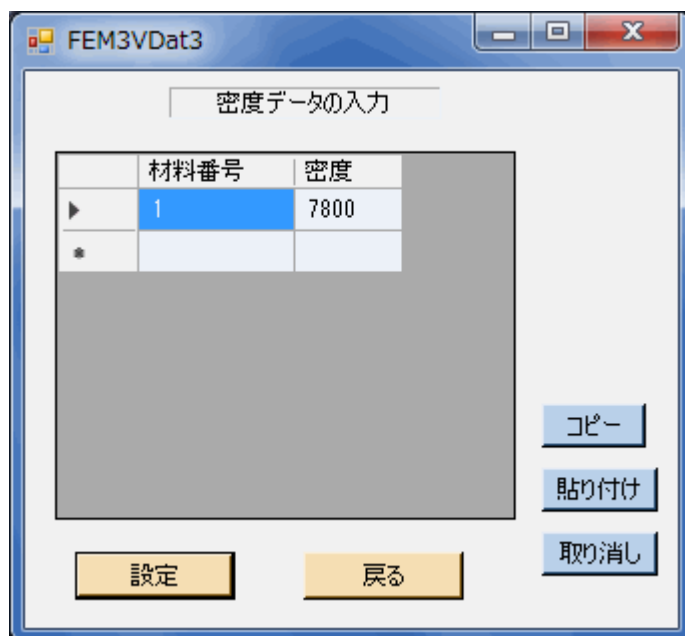 FEM3VDat3
密度データの入力
材料番号 密度
1 7800
コピー
貼り付け
取り消し
設定 戻る